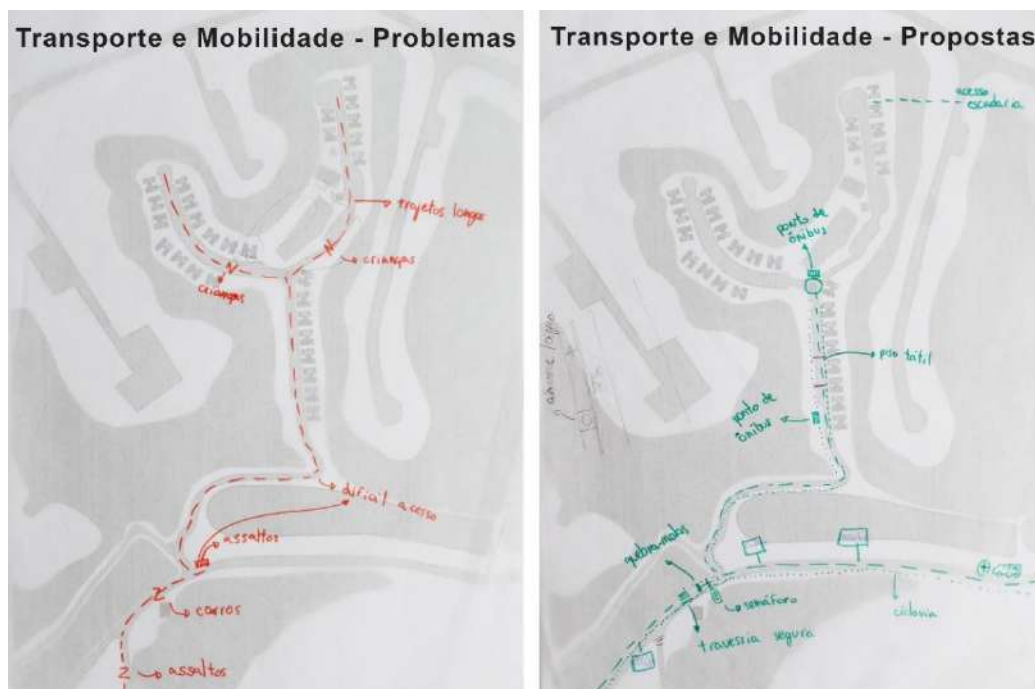 Transporte e Mobilidade - Problemas
trajetos longos
crianças
crianças
difícil acesso
assaltos
carros
assaltos
Transporte e Mobilidade - Propostas
acesso
escadaria
ponto de
ônibus
piso tátil
ponto de
ônibus
quebra-molas
semáforo
ciclovia
travessia segura